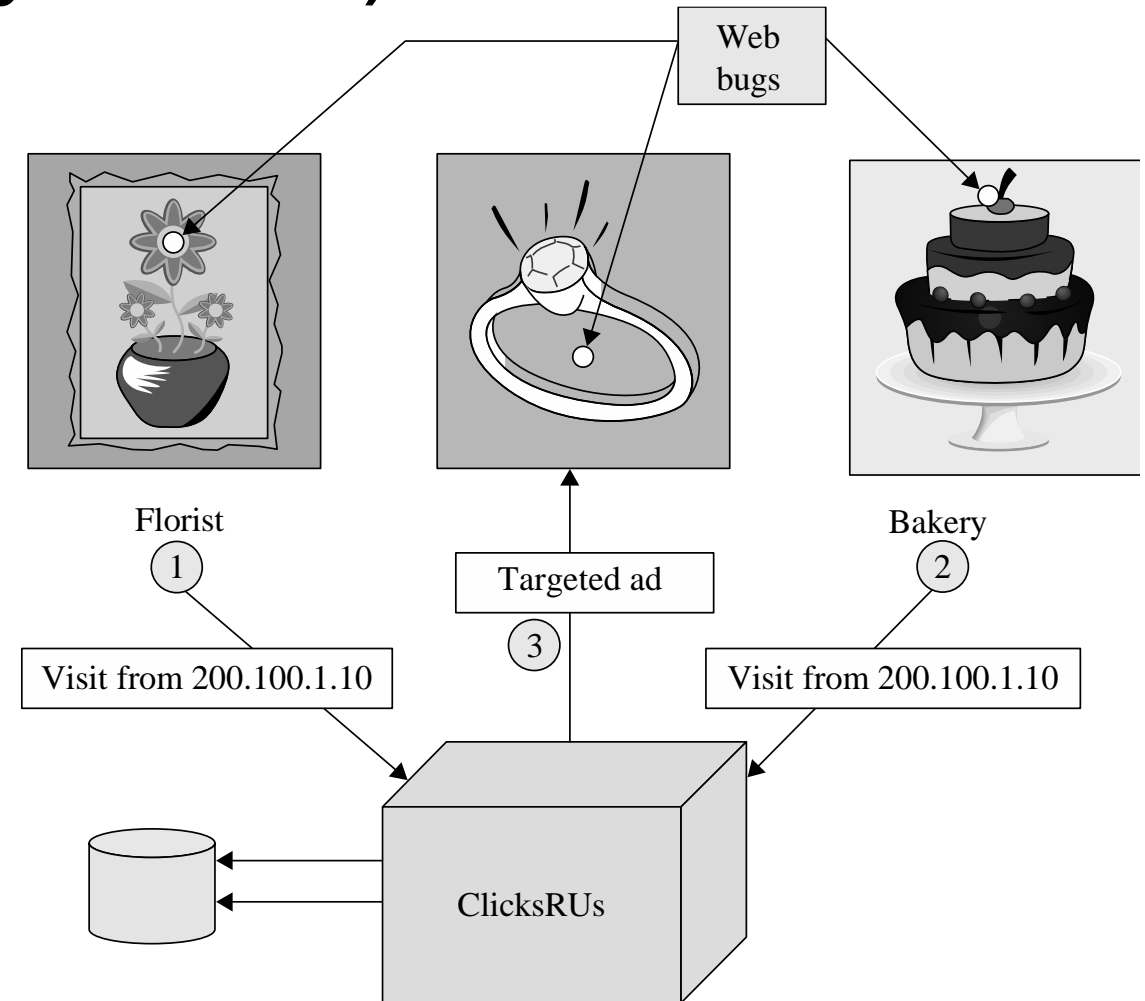 Web
bugs
Florist
Bakery
1
2
Targeted ad
3
Visit from 200.100.1.10
Visit from 200.100.1.10
ClicksRUs